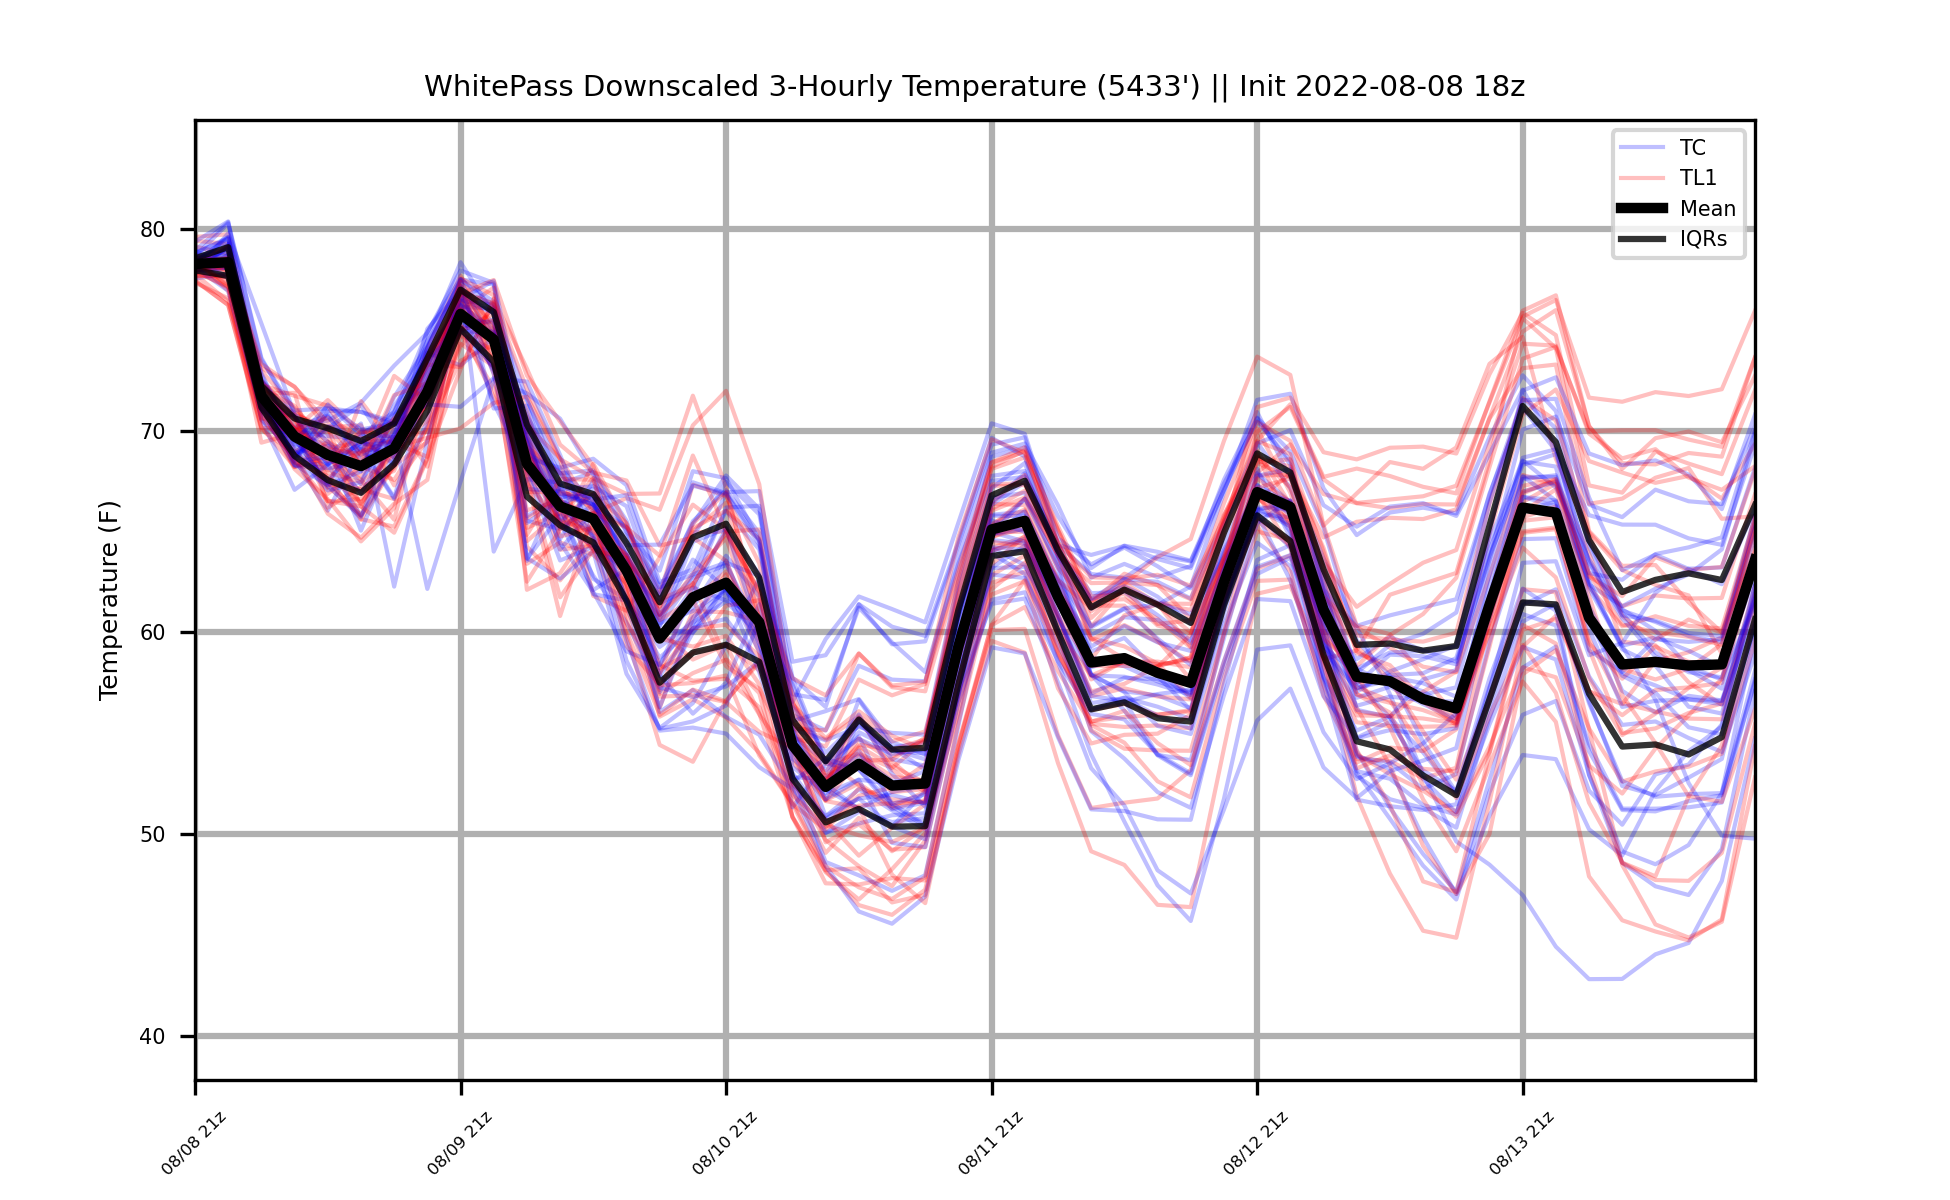 WhitePass Downscaled 3-Hourly Temperature (5433') || Init 2022-08-08 18z
TC
TL1
Mean
IQRs
Temperature (F)
80
70
60
50
40
08/08 21z
08/09 21z
08/10 21z
08/11 21z
08/12 21z
08/13 21z